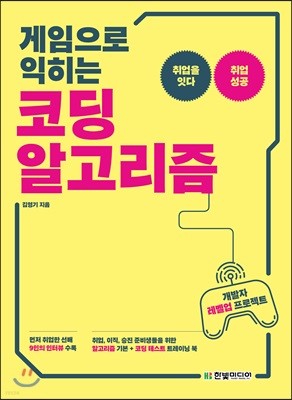 게임으로
익히는
코딩
알고리즘
취업을
잇다
취업
성공
김영기 지음
개발자
레벨업 프로젝트
먼저 취업한 선배
9인의 인터뷰 수록
취업, 이직, 승진 준비생들을 위한
알고리즘 기본 + 코딩 테스트 트레이닝 북
한빛미디어